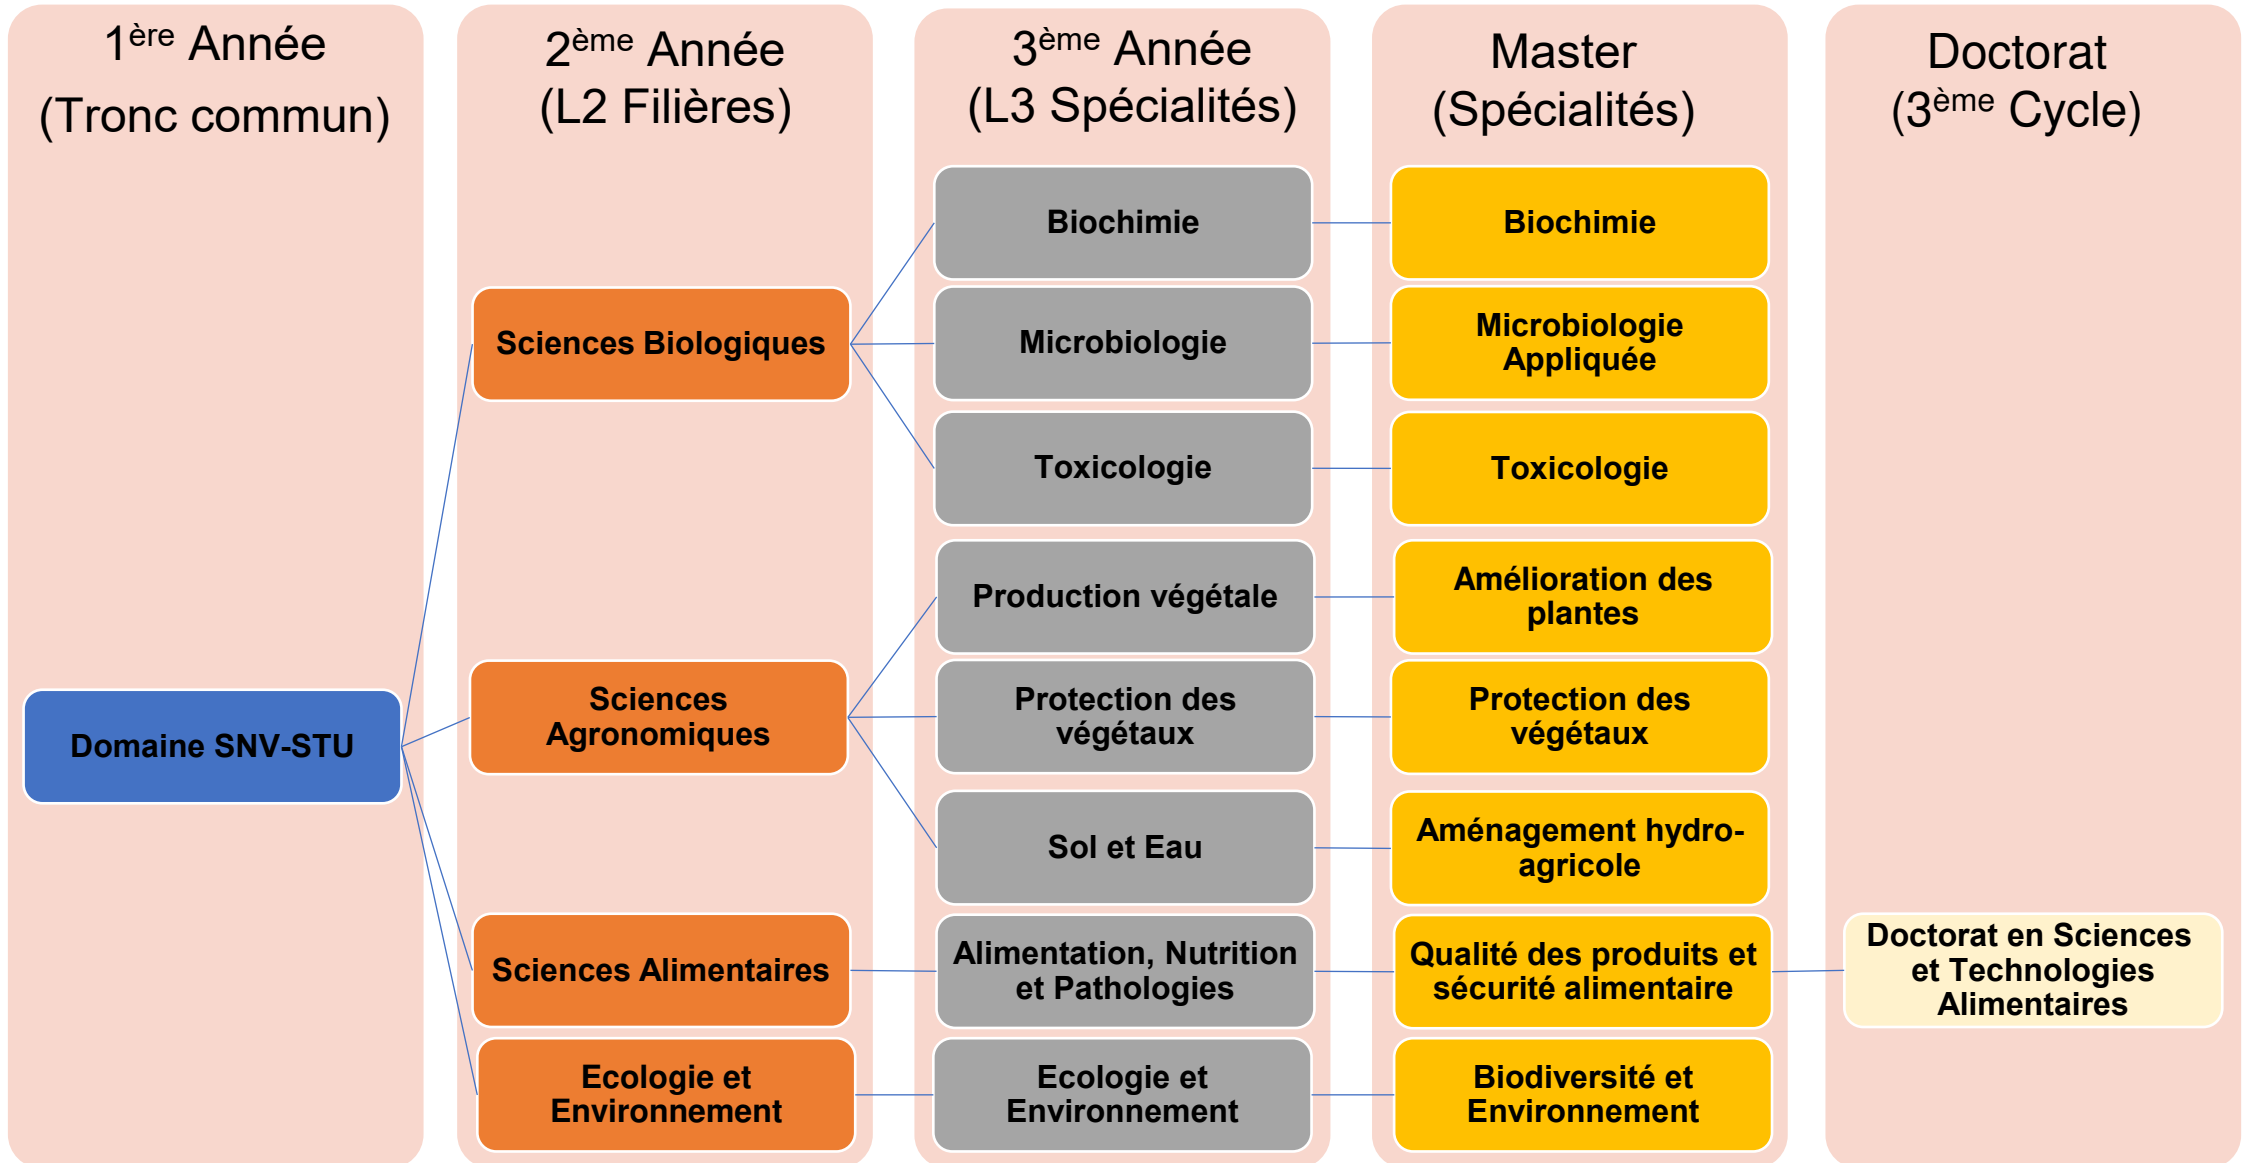 1ère Année
(Tronc commun)
2ème Année
(L2 Filières)
3ème Année
(L3 Spécialités)
Master
(Spécialités)
Doctorat
(3ème Cycle)
Domaine SNV-STU
Sciences Biologiques
Biochimie
Biochimie
Microbiologie
Microbiologie
Appliquée
Toxicologie
Toxicologie
Sciences
Agronomiques
Production végétale
Amélioration des
plantes
Protection des
végétaux
Protection des
végétaux
Sol et Eau
Aménagement hydro-
agricole
Sciences Alimentaires
Alimentation, Nutrition
et Pathologies
Qualité des produits et
sécurité alimentaire
Doctorat en Sciences
et Technologies
Alimentaires
Ecologie et
Environnement
Ecologie et
Environnement
Biodiversité et
Environnement